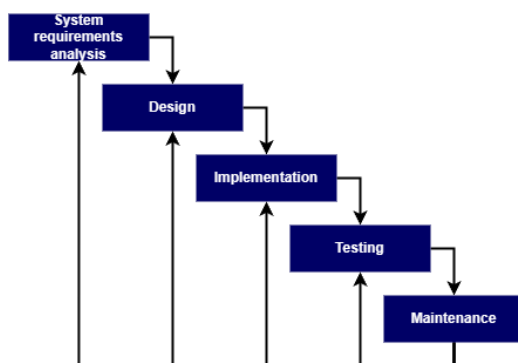 System
requirements
analysis
Design
Implementation
Testing
Maintenance